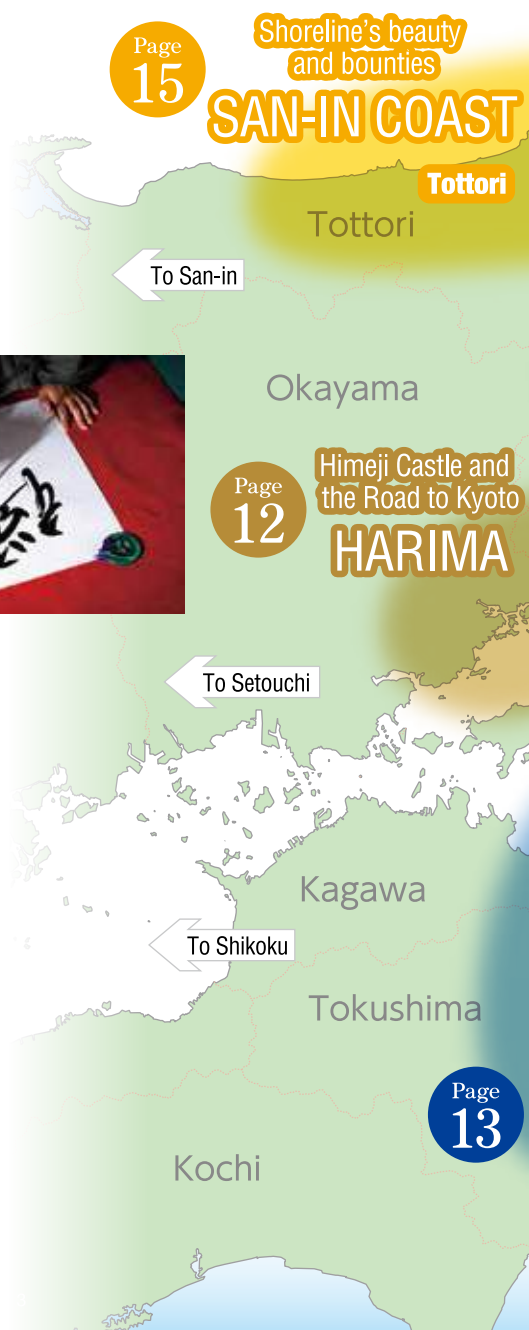 Page
15
Shoreline's beauty
and bounties
SAN-IN COAST
Tottori
Tottori
To San-in
Okayama
Page
12
Himeji Castle and
the Road to Kyoto
HARIMA
To Setouchi
Kagawa
To Shikoku
Tokushima
Page
13
Kochi